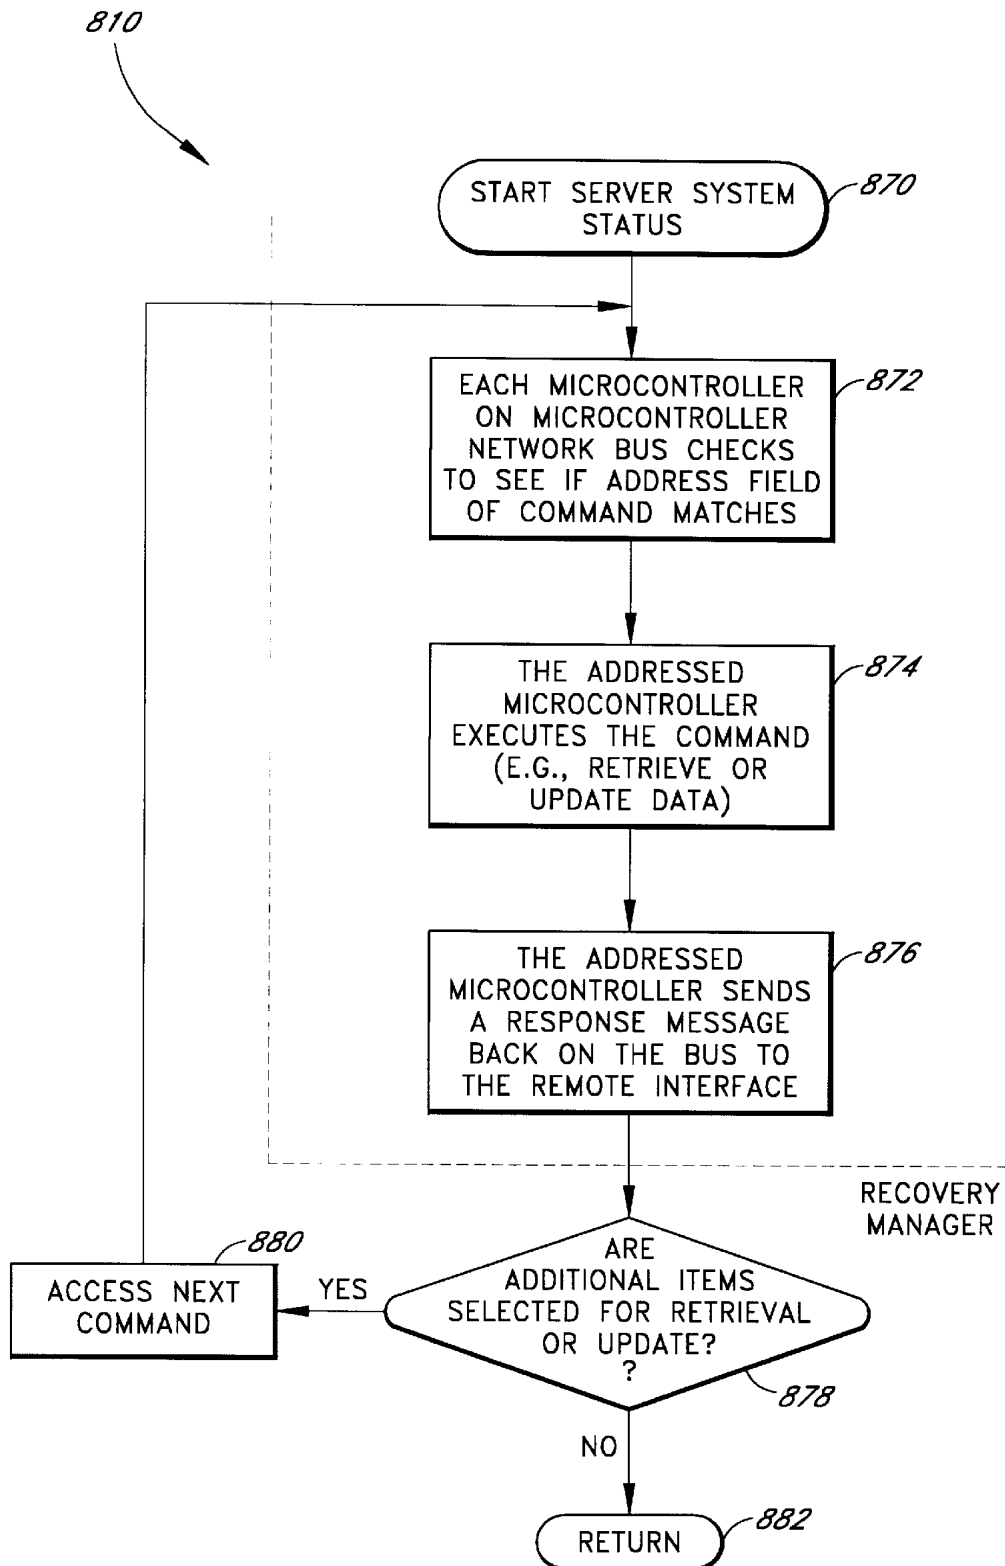 810
START SERVER SYSTEM
STATUS
870
EACH MICROCONTROLLER
ON MICROCONTROLLER
NETWORK BUS CHECKS
TO SEE IF ADDRESS FIELD
OF COMMAND MATCHES
872
THE ADDRESSED
MICROCONTROLLER
EXECUTES THE COMMAND
(E.G., RETRIEVE OR
UPDATE DATA)
874
THE ADDRESSED
MICROCONTROLLER SENDS
A RESPONSE MESSAGE
BACK ON THE BUS TO
THE REMOTE INTERFACE
876
RECOVERY
MANAGER
ARE
ADDITIONAL ITEMS
SELECTED FOR RETRIEVAL
OR UPDATE?
?
878
YES
ACCESS NEXT
COMMAND
880
NO
RETURN
882